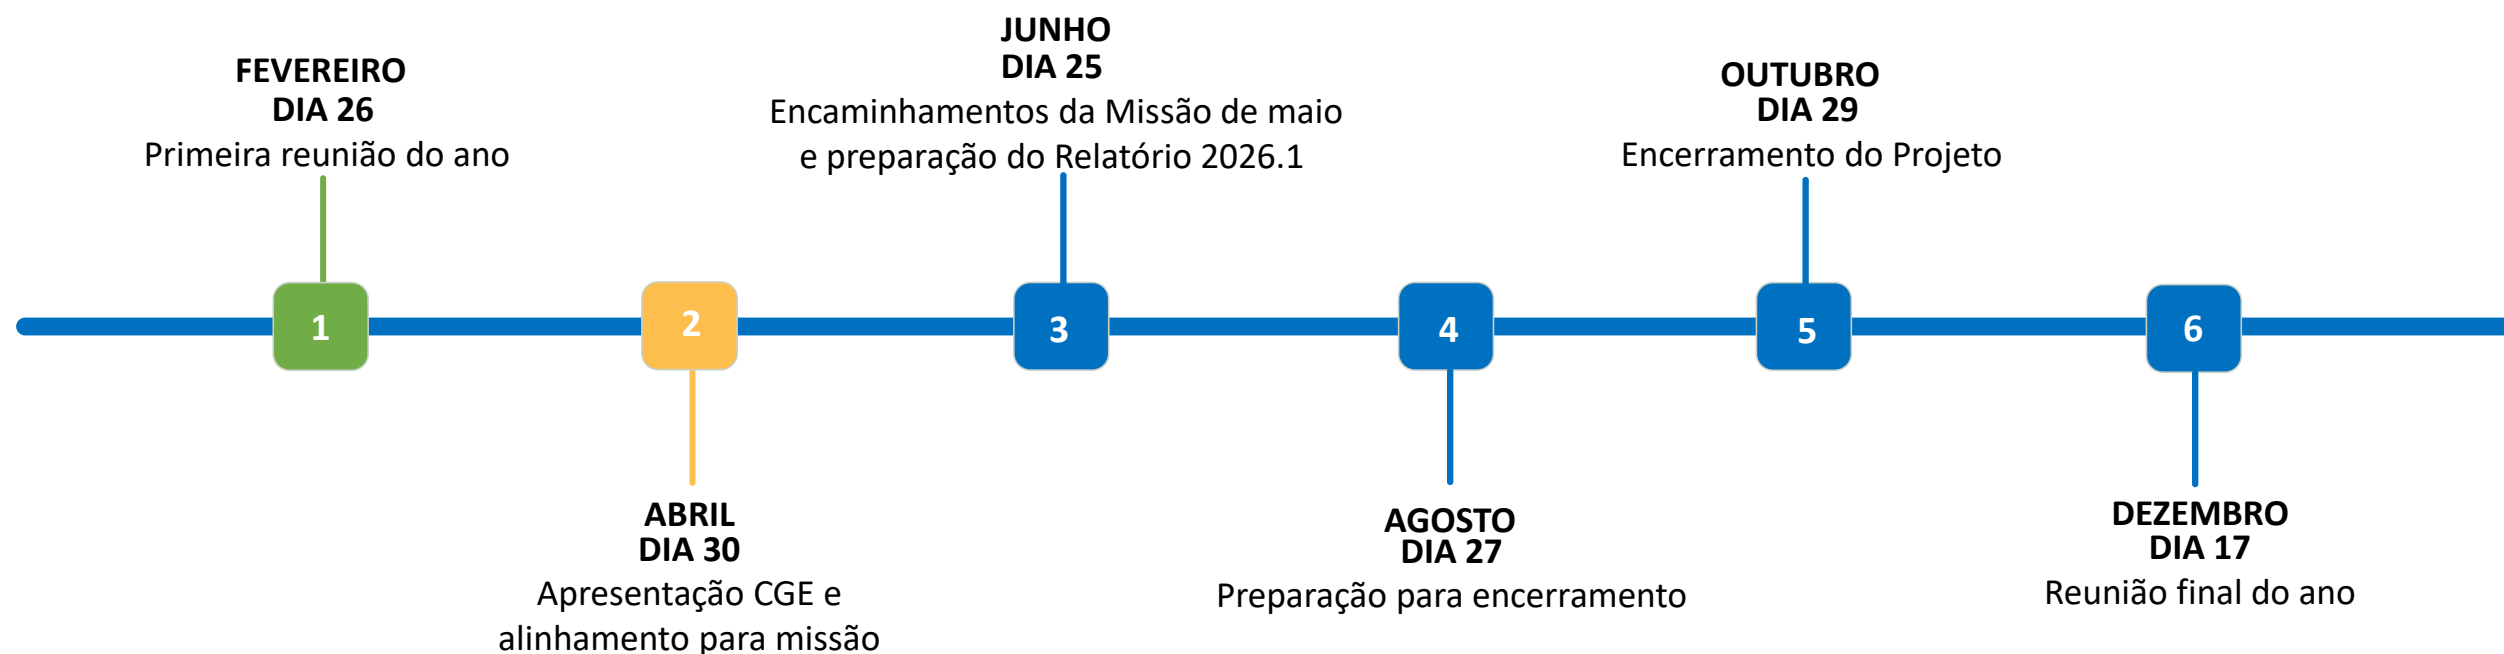 FEVEREIRO
DIA 26
Primeira reunião do ano
1
ABRIL
DIA 30
Apresentação CGE e
alinhamento para missão
2
JUNHO
DIA 25
Encaminhamentos da Missão de maio
e preparação do Relatório 2026.1
3
AGOSTO
DIA 27
Preparação para encerramento
4
OUTUBRO
DIA 29
Encerramento do Projeto
5
DEZEMBRO
DIA 17
Reunião final do ano
6